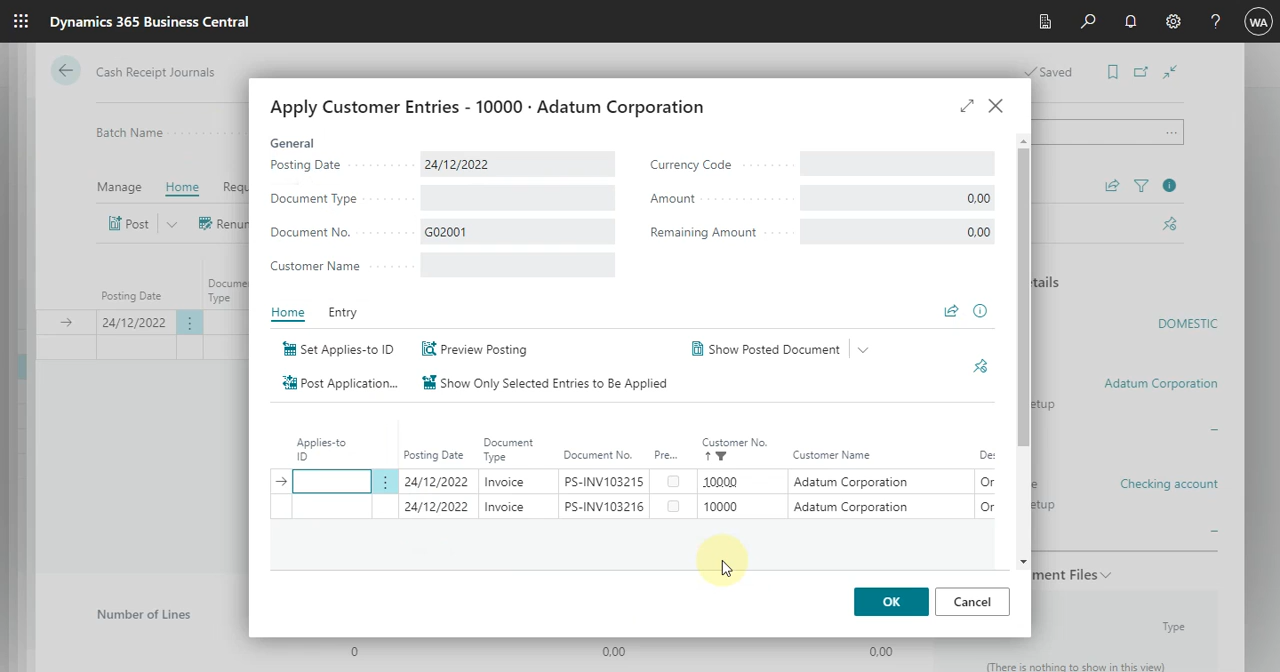 Dynamics 365 Business Central
WA
Cash Receipt Journals
Saved
Batch Name
Manage
Home
Requ
Post
Renun
Posting Date
Documen
Type
24/12/2022
Number of Lines
0
0,00
0,00
Apply Customer Entries - 10000 · Adatum Corporation
General
Posting Date
24/12/2022
Currency Code
Document Type
Amount
0,00
Document No.
G02001
Remaining Amount
0,00
Customer Name
Home
Entry
Set Applies-to ID
Preview Posting
Show Posted Document
Post Application...
Show Only Selected Entries to Be Applied
Applies-to
ID
Posting Date
Document
Type
Document No.
Pre...
Customer No.
Customer Name
Des
24/12/2022 Invoice PS-INV103215 10000 Adatum Corporation Or
24/12/2022 Invoice PS-INV103216 10000 Adatum Corporation Or
OK
Cancel
etails
DOMESTIC
Adatum Corporation
etup
–
e
Checking account
etup
–
ment Files
Type
(There is nothing to show in this view)